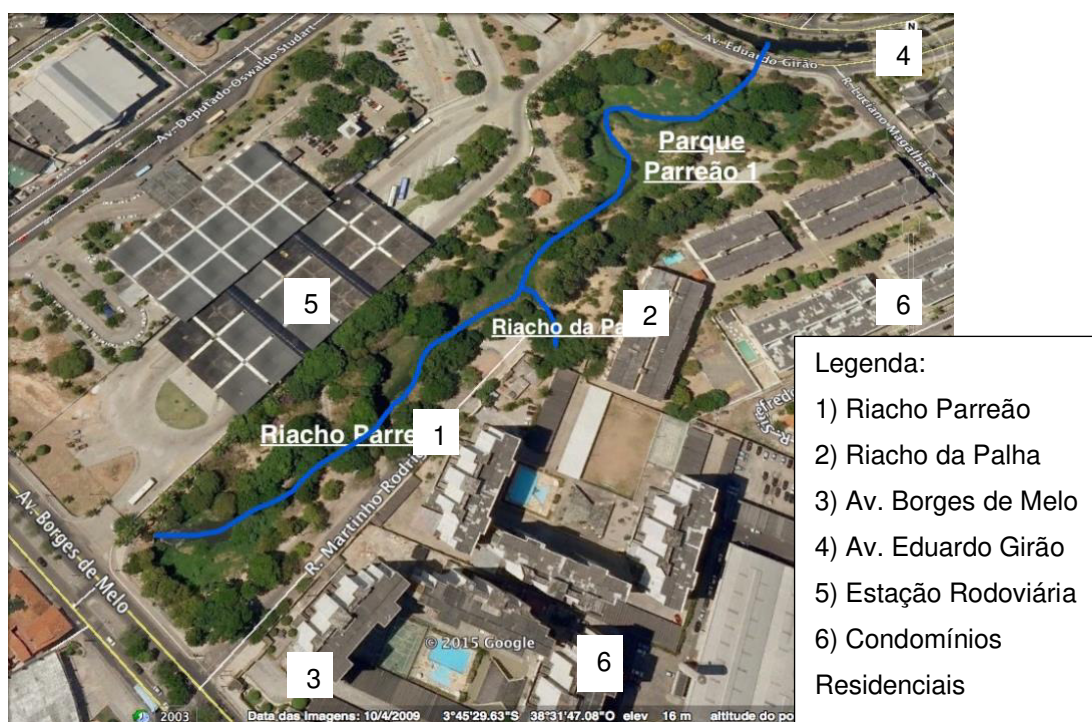 N
Av. Eduardo Girão
4
Av. Deputado Oswaldo Studart
R. Luciano Magalhães
Parque
Parreão 1
5
2
6
Riacho da Pa
Riacho Parre
1
R. Martinho Rodrig
Av. Borges de Melo
© 2015 Google
3
6
2003
Data das imagens: 10/4/2009 3°45'29.63"S 38°31'47.08"O elev 16 m altitude do po
Legenda:
1) Riacho Parreão
2) Riacho da Palha
3) Av. Borges de Melo
4) Av. Eduardo Girão
5) Estação Rodoviária
6) Condomínios
Residenciais